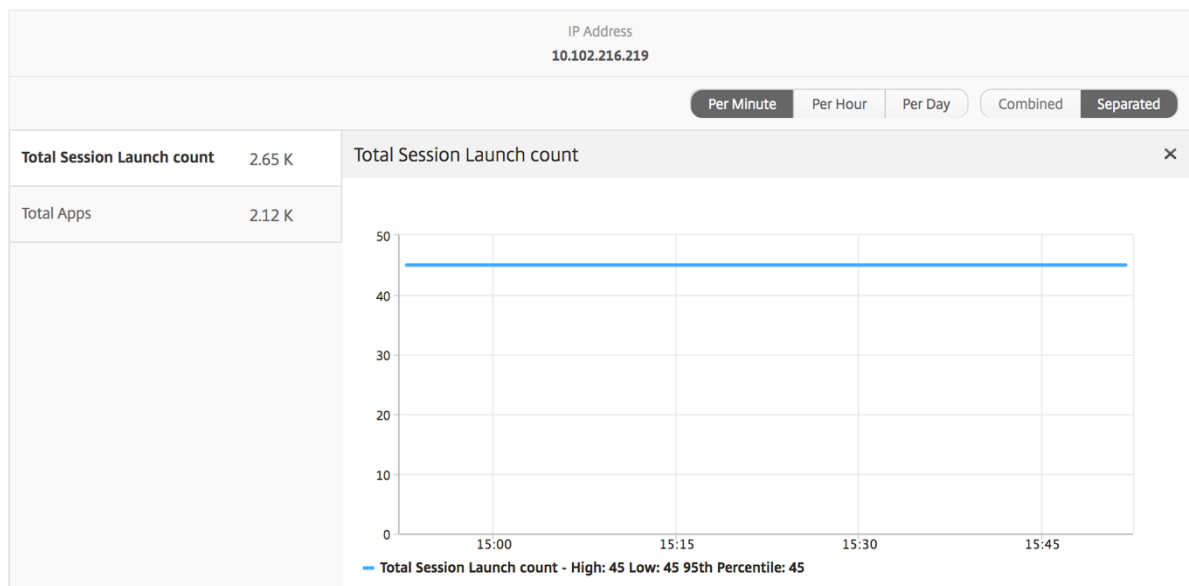 IP Address
10.102.216.219
Per Minute Per Hour Per Day Combined Separated
Total Session Launch count 2.65 K
Total Apps 2.12 K
Total Session Launch count ×
50
40
30
20
10
0
15:00 15:15 15:30 15:45
Total Session Launch count - High: 45 Low: 45 95th Percentile: 45